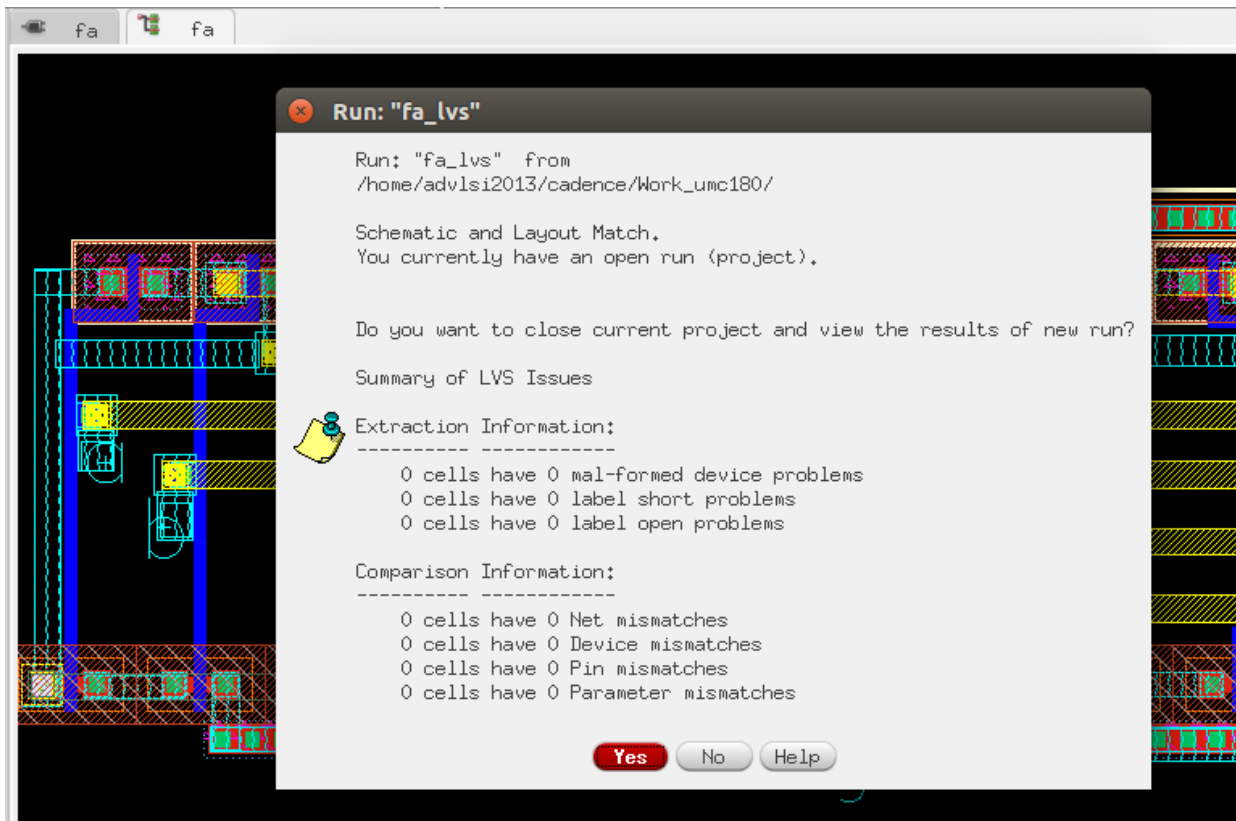 fa
fa
Run: "fa_lvs"
Run: "fa_lvs" from
/home/advlsi2013/cadence/Work_umc180/
Schematic and Layout Match.
You currently have an open run (project).
Do you want to close current project and view the results of new run?
Summary of LVS Issues
Extraction Information:
---------- ------------
0 cells have 0 mal-formed device problems
0 cells have 0 label short problems
0 cells have 0 label open problems
Comparison Information:
---------- ------------
0 cells have 0 Net mismatches
0 cells have 0 Device mismatches
0 cells have 0 Pin mismatches
0 cells have 0 Parameter mismatches
Yes
No
Help